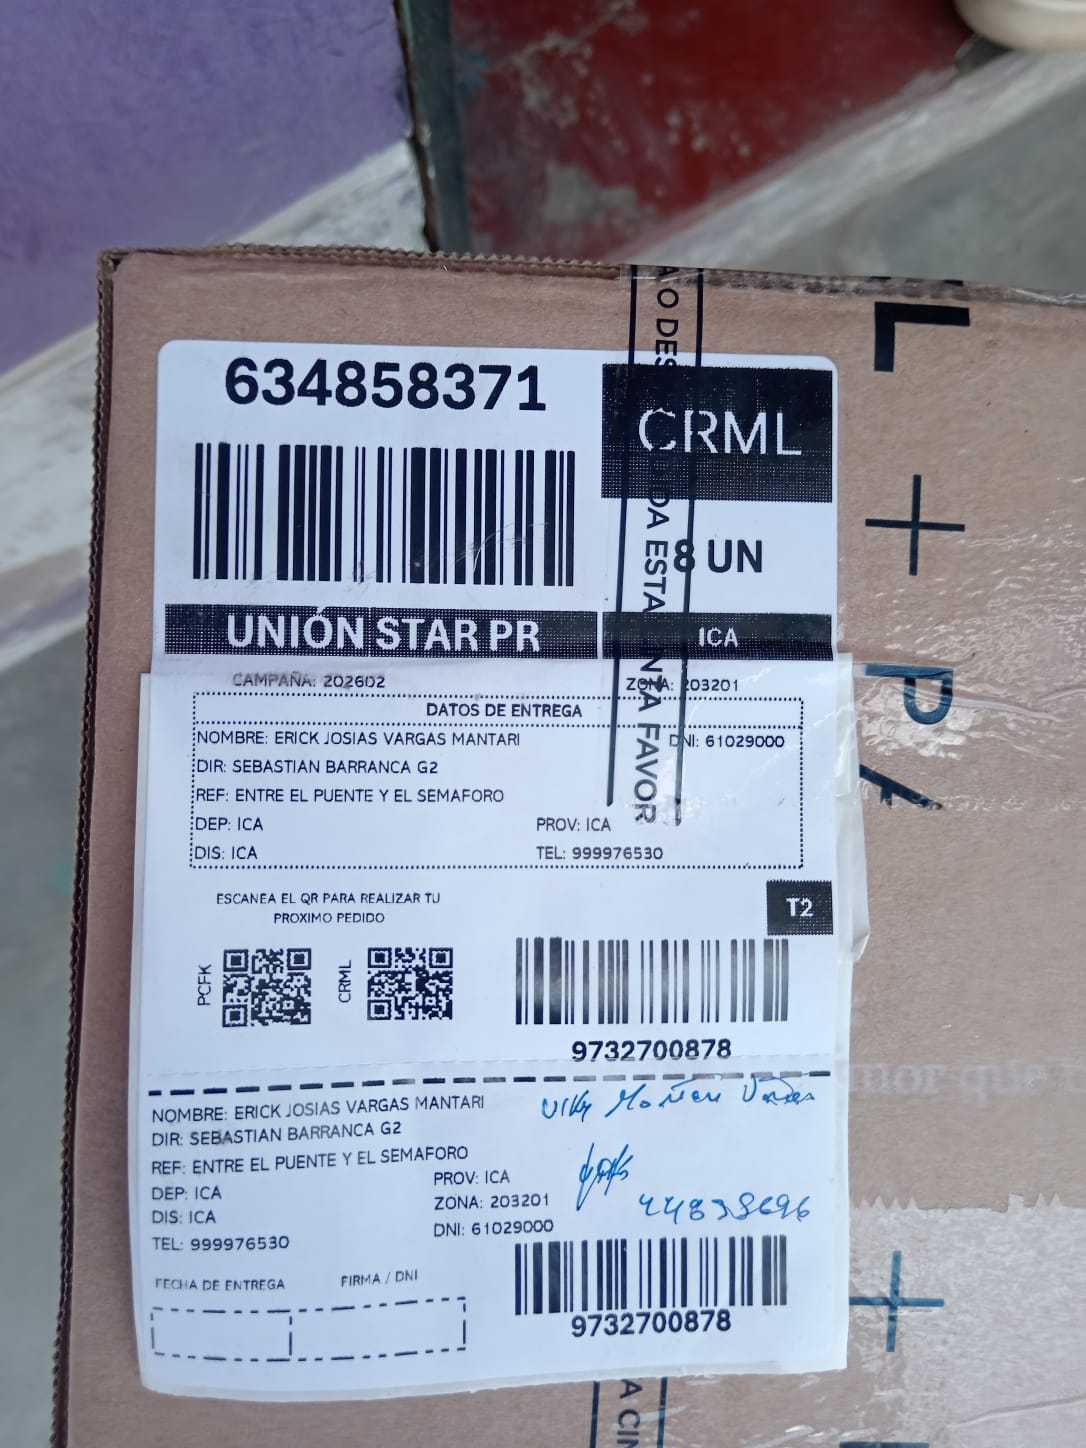 634858371
CRML
8 UN
UNIÓN STAR PR
ICA
CAMPAÑA: 202602
ZONA: 203201
DATOS DE ENTREGA
NOMBRE: ERICK JOSIAS VARGAS MANTARI
DNI: 61029000
DIR: SEBASTIAN BARRANCA G2
REF: ENTRE EL PUENTE Y EL SEMAFORO
DEP: ICA
PROV: ICA
DIS: ICA
TEL: 999976530
ESCANEA EL QR PARA REALIZAR TU
PROXIMO PEDIDO
T2
PCFK
CRML
9732700878
NOMBRE: ERICK JOSIAS VARGAS MANTARI
DIR: SEBASTIAN BARRANCA G2
REF: ENTRE EL PUENTE Y EL SEMAFORO
DEP: ICA
PROV: ICA
DIS: ICA
ZONA: 203201
TEL: 999976530
DNI: 61029000
FECHA DE ENTREGA
FIRMA / DNI
9732700878
ESTA
FAVOR
L
+
P
+
A CIN